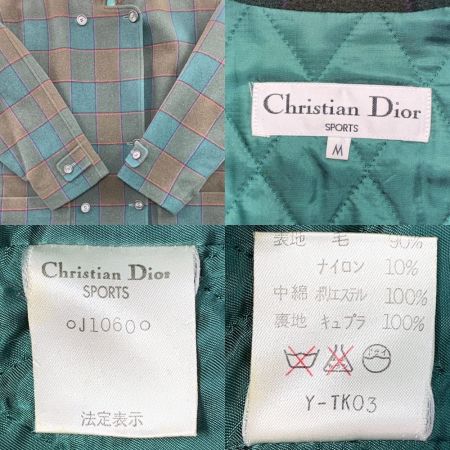 Christian Dior
SPORTS
M
Christian Dior
SPORTS
○J1060○
法定表示
表地 毛 90%
ナイロン 10%
中綿 ポリエステル 100%
裏地 キュプラ 100%
Y-TK03